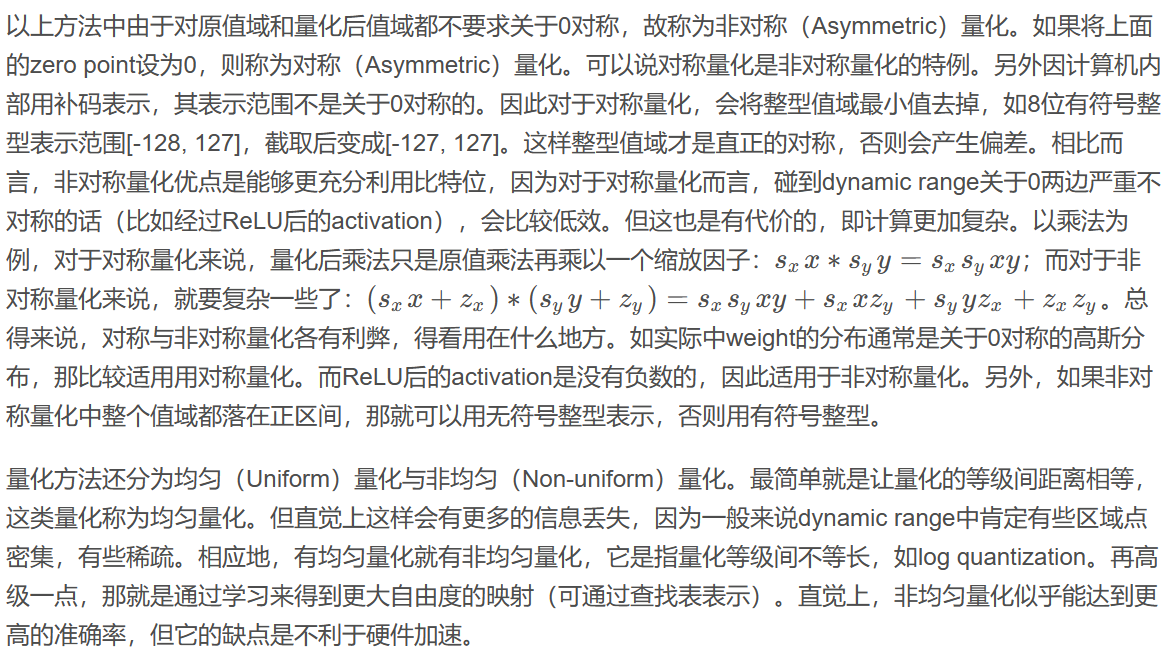 以上方法中由于对原值域和量化后值域都不要求关于0对称，故称为非对称（Asymmetric）量化。如果将上面
的zero point设为0，则称为对称（Asymmetric）量化。可以说对称量化是非对称量化的特例。另外因计算机内
部用补码表示，其表示范围不是关于0对称的。因此对于对称量化，会将整型值域最小值去掉，如8位有符号整
型表示范围[-128, 127]，截取后变成[-127, 127]。这样整型值域才是直正的对称，否则会产生偏差。相比而
言，非对称量化优点是能够更充分利用比特位，因为对于对称量化而言，碰到dynamic range关于0两边严重不
对称的话（比如经过ReLU后的activation），会比较低效。但这也是有代价的，即计算更加复杂。以乘法为
例，对于对称量化来说，量化后乘法只是原值乘法再乘以一个缩放因子：$s_x x * s_y y = s_x s_y xy$；而对于非
对称量化来说，就要复杂一些了：$(s_x x + z_x) * (s_y y + z_y) = s_x s_y xy + s_x x z_y + s_y y z_x + z_x z_y$。总
得来说，对称与非对称量化各有利弊，得看用在什么地方。如实际中weight的分布通常是关于0对称的高斯分
布，那比较适用用对称量化。而ReLU后的activation是没有负数的，因此适用于非对称量化。另外，如果非对
称量化中整个值域都落在正区间，那就可以用无符号整型表示，否则用有符号整型。
量化方法还分为均匀（Uniform）量化与非均匀（Non-uniform）量化。最简单就是让量化的等级间距离相等，
这类量化称为均匀量化。但直觉上这样会有更多的信息丢失，因为一般来说dynamic range中肯定有些区域点
密集，有些稀疏。相应地，有均匀量化就有非均匀量化，它是指量化等级间不等长，如log quantization。再高
级一点，那就是通过学习来得到更大自由度的映射（可通过查找表表示）。直觉上，非均匀量化似乎能达到更
高的准确率，但它的缺点是不利于硬件加速。